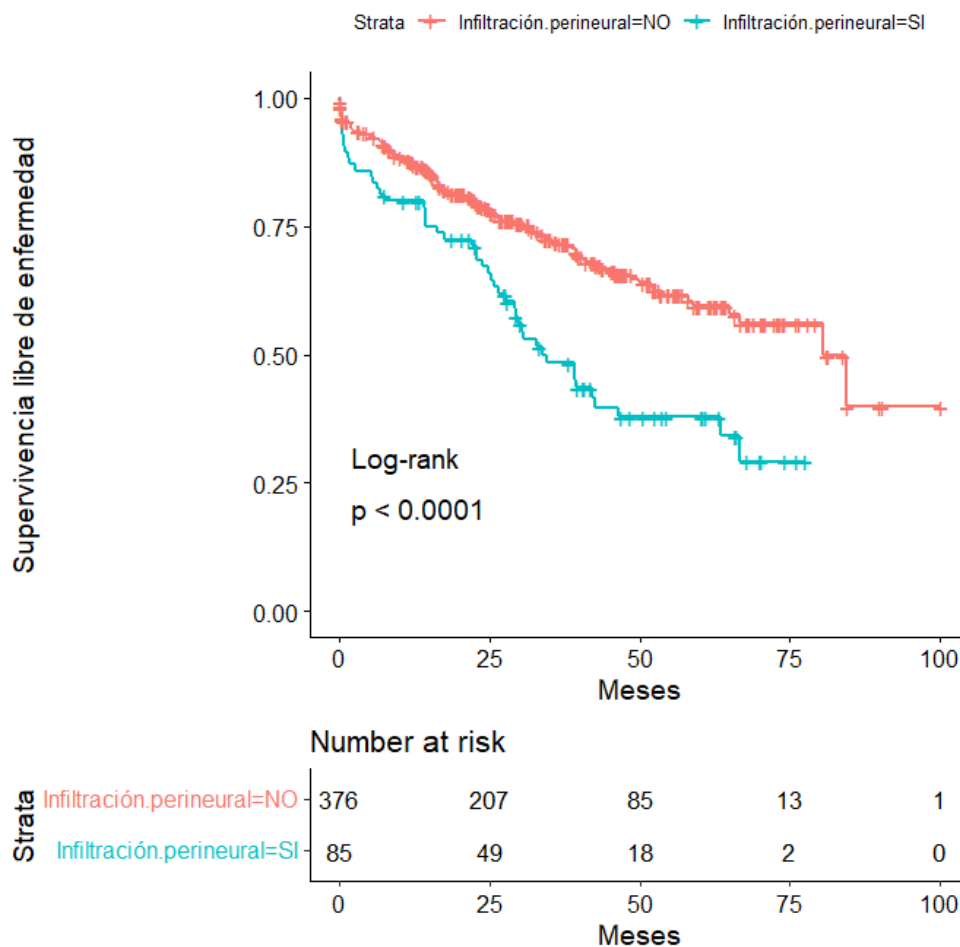 Strata Infiltración.perineural=NO Infiltración.perineural=SI
Supervivencia libre de enfermedad
1.00
0.75
0.50
0.25
0.00
Log-rank
p < 0.0001
0 25 50 75 100
Meses
Number at risk
Strata
Infiltración.perineural=NO 376 207 85 13 1
Infiltración.perineural=SI 85 49 18 2 0
0 25 50 75 100
Meses